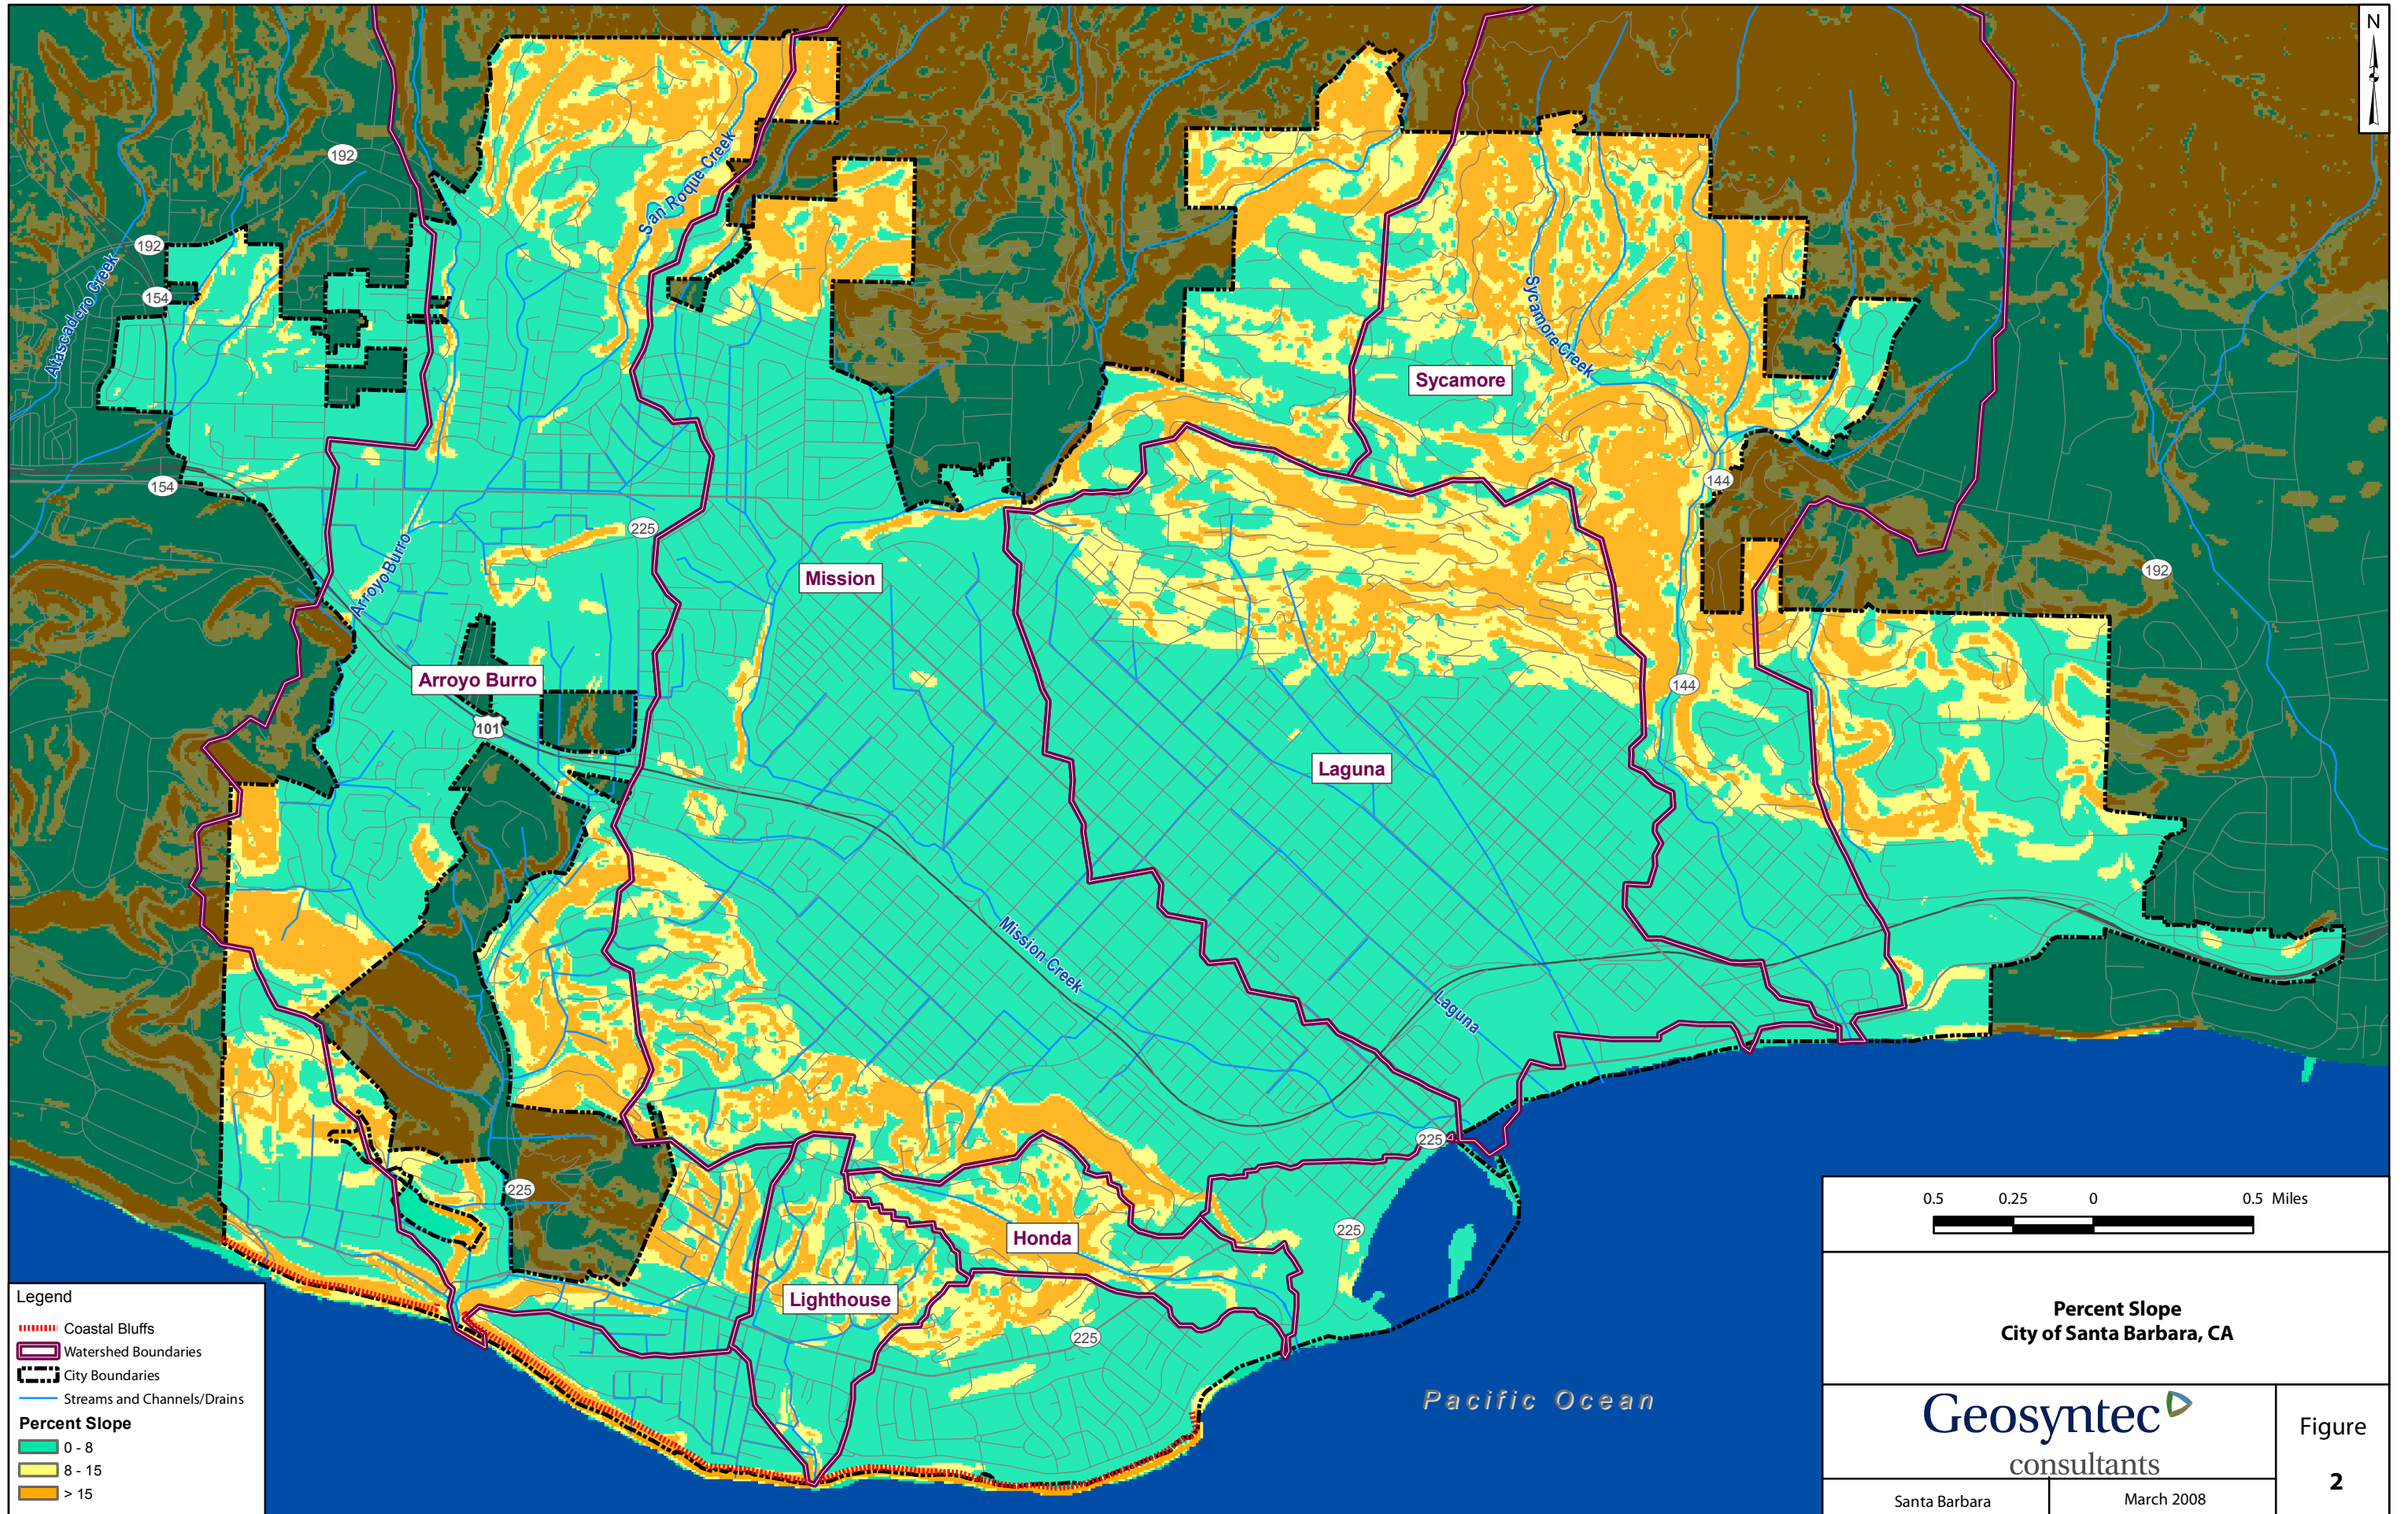 N
192
192
154
Atascadero Creek
154
San Roque Creek
225
Arroyo Burro
Arroyo Burro
101
Mission
Sycamore
Sycamore Creek
144
144
192
Laguna
Mission Creek
Laguna
225
225
225
Honda
Lighthouse
225
Pacific Ocean
Legend
Coastal Bluffs
Watershed Boundaries
City Boundaries
Streams and Channels/Drains
Percent Slope
0 - 8
8 - 15
> 15
0.5 0.25 0 0.5 Miles
Percent Slope
City of Santa Barbara, CA
Geosyntec
consultants
Santa Barbara
March 2008
Figure
2